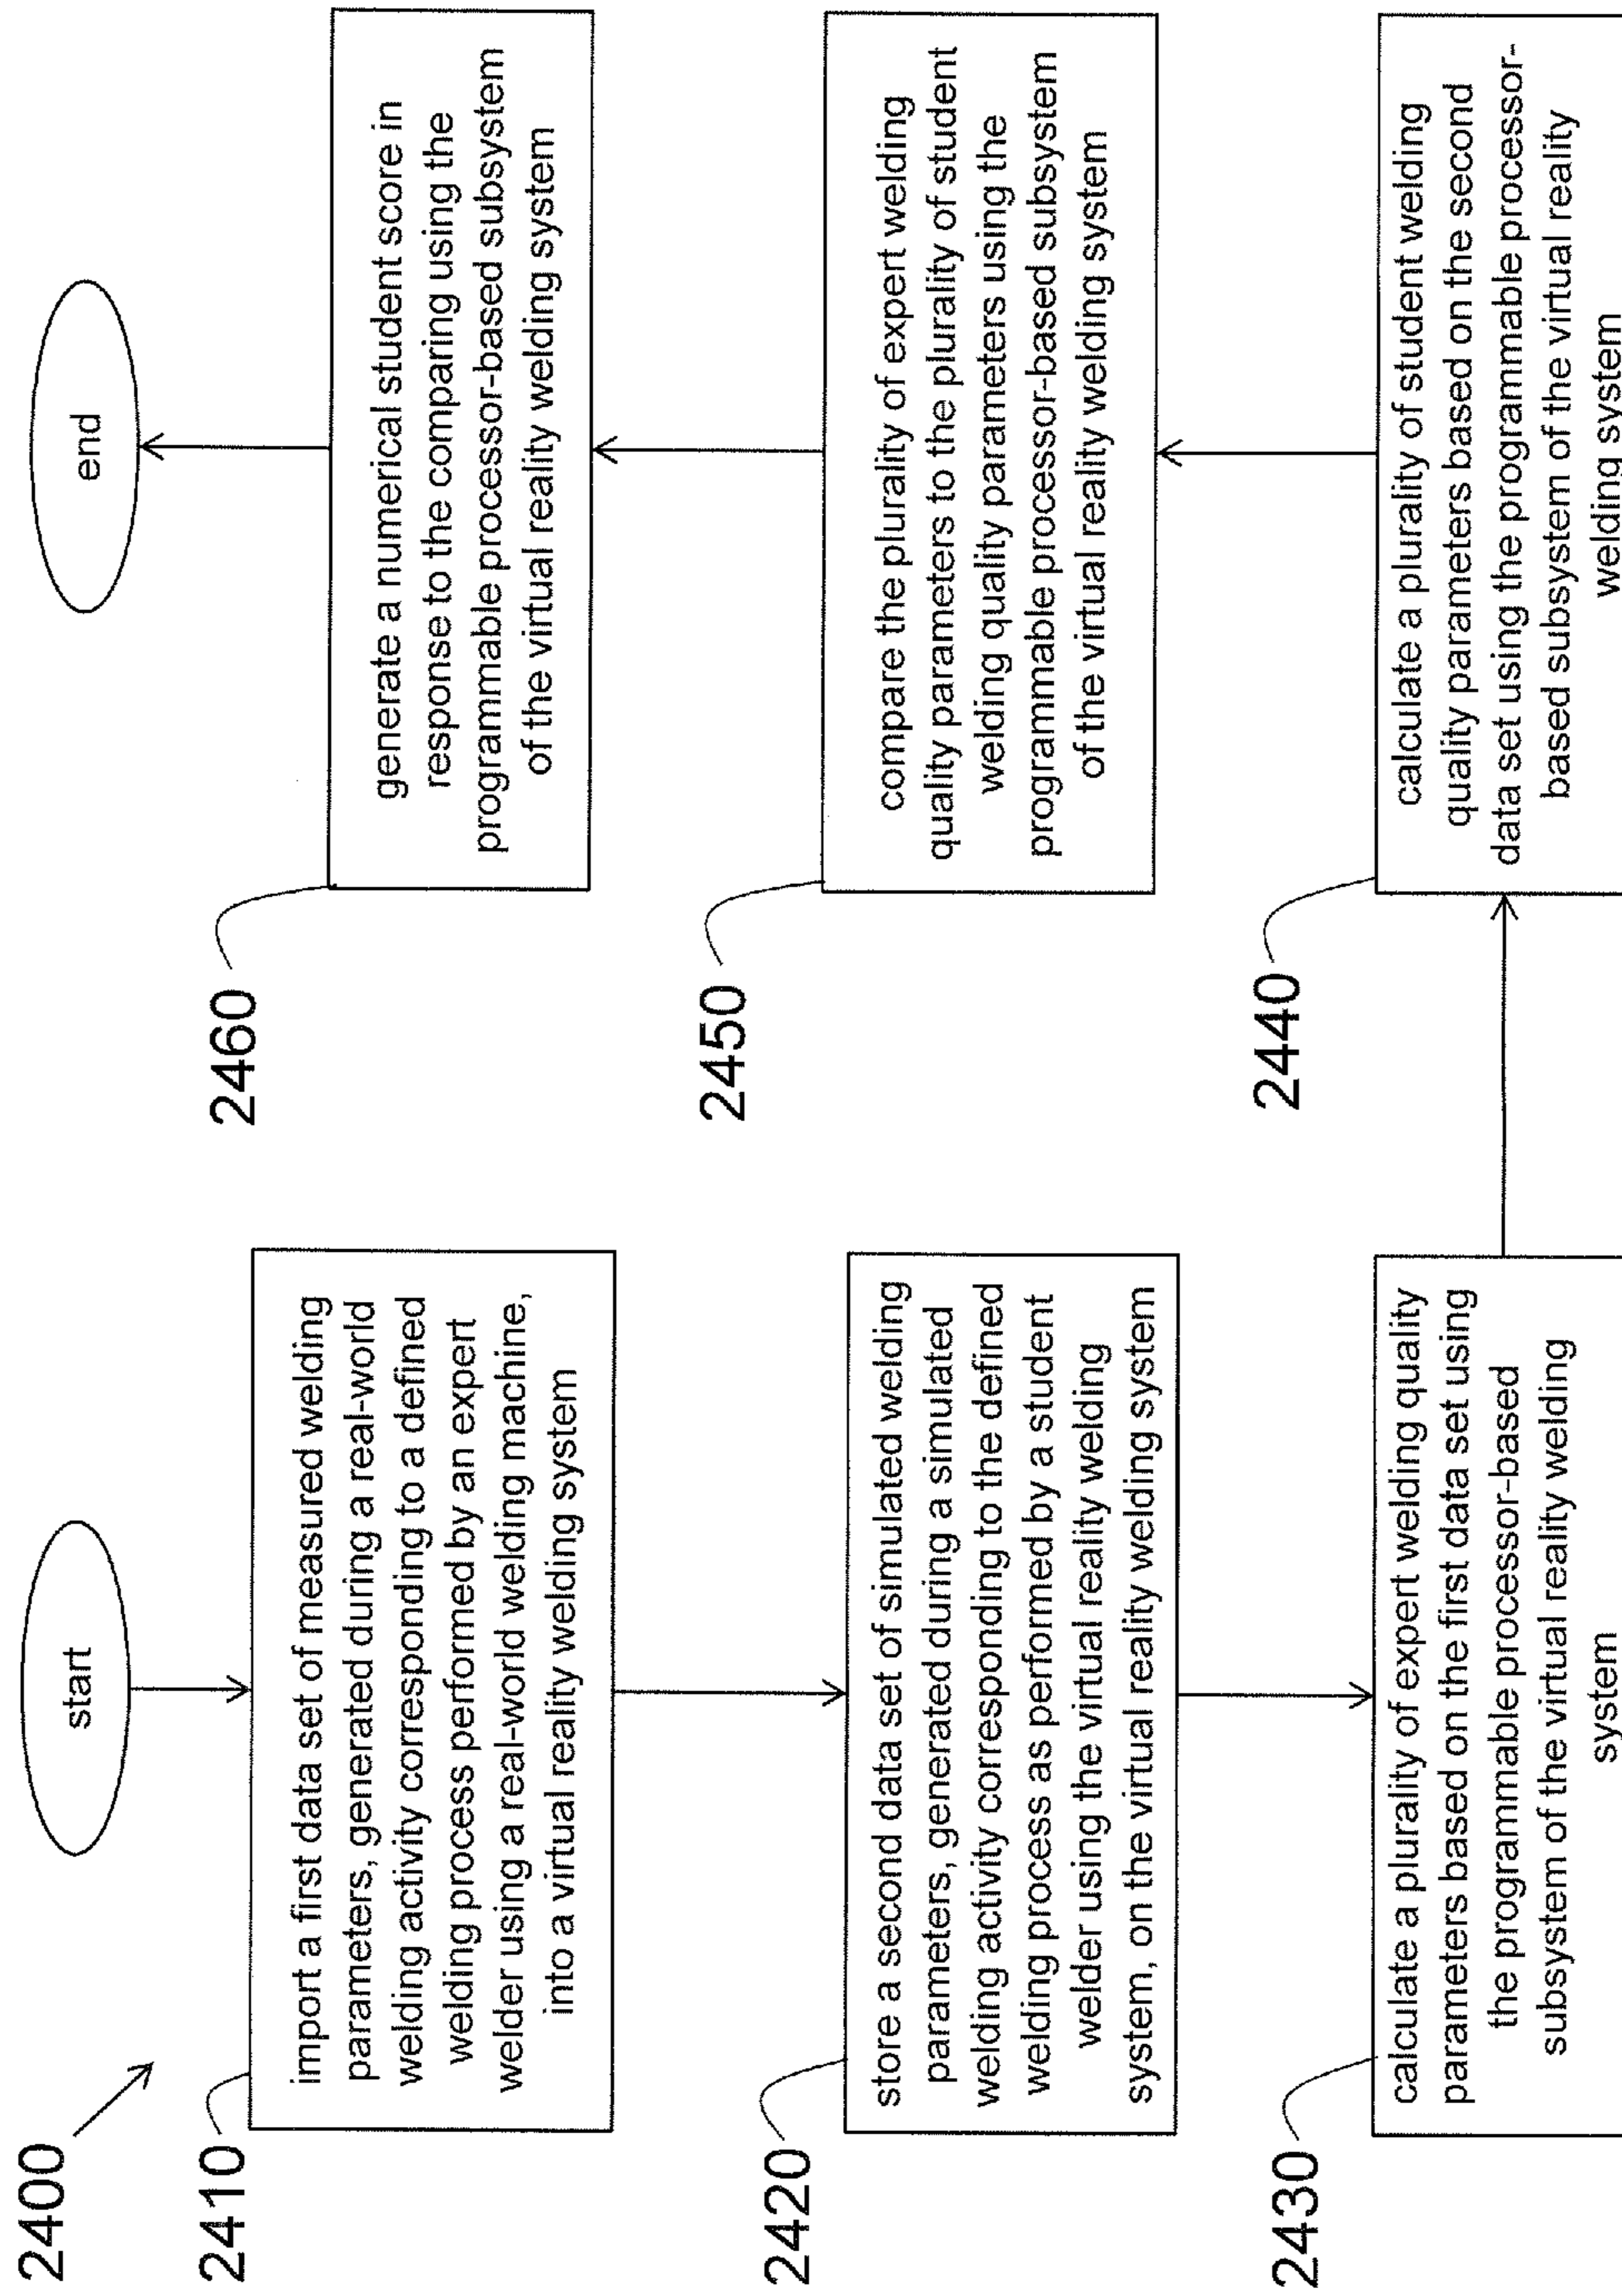 2400
start
2410
import a first data set of measured welding
parameters, generated during a real-world
welding activity corresponding to a defined
welding process performed by an expert
welder using a real-world welding machine,
into a virtual reality welding system
2420
store a second data set of simulated welding
parameters, generated during a simulated
welding activity corresponding to the defined
welding process as performed by a student
welder using the virtual reality welding
system, on the virtual reality welding system
2430
calculate a plurality of expert welding quality
parameters based on the first data set using
the programmable processor-based
subsystem of the virtual reality welding
system
2440
calculate a plurality of student welding
quality parameters based on the second
data set using the programmable processor-
based subsystem of the virtual reality
welding system
2450
compare the plurality of expert welding
quality parameters to the plurality of student
welding quality parameters using the
programmable processor-based subsystem
of the virtual reality welding system
2460
generate a numerical student score in
response to the comparing using the
programmable processor-based subsystem
of the virtual reality welding system
end